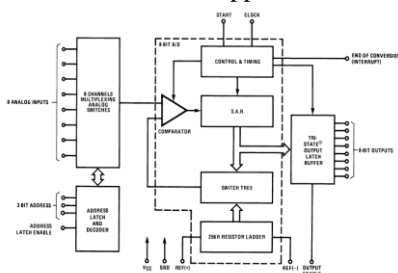 START CLOCK
8-BIT A/D
CONTROL & TIMING
END OF CONVERSION
(INTERRUPT)
8 ANALOG INPUTS
8 CHANNELS
MULTIPLEXING
ANALOG
SWITCHES
COMPARATOR
S.A.R.
TRI-
STATE®
OUTPUT
LATCH
BUFFER
8-BIT OUTPUTS
SWITCH TREE
3-BIT ADDRESS
ADDRESS
LATCH ENABLE
ADDRESS
LATCH
AND
DECODER
256R RESISTOR LADDER
VCC GND REF(+) REF(−) OUTPUT